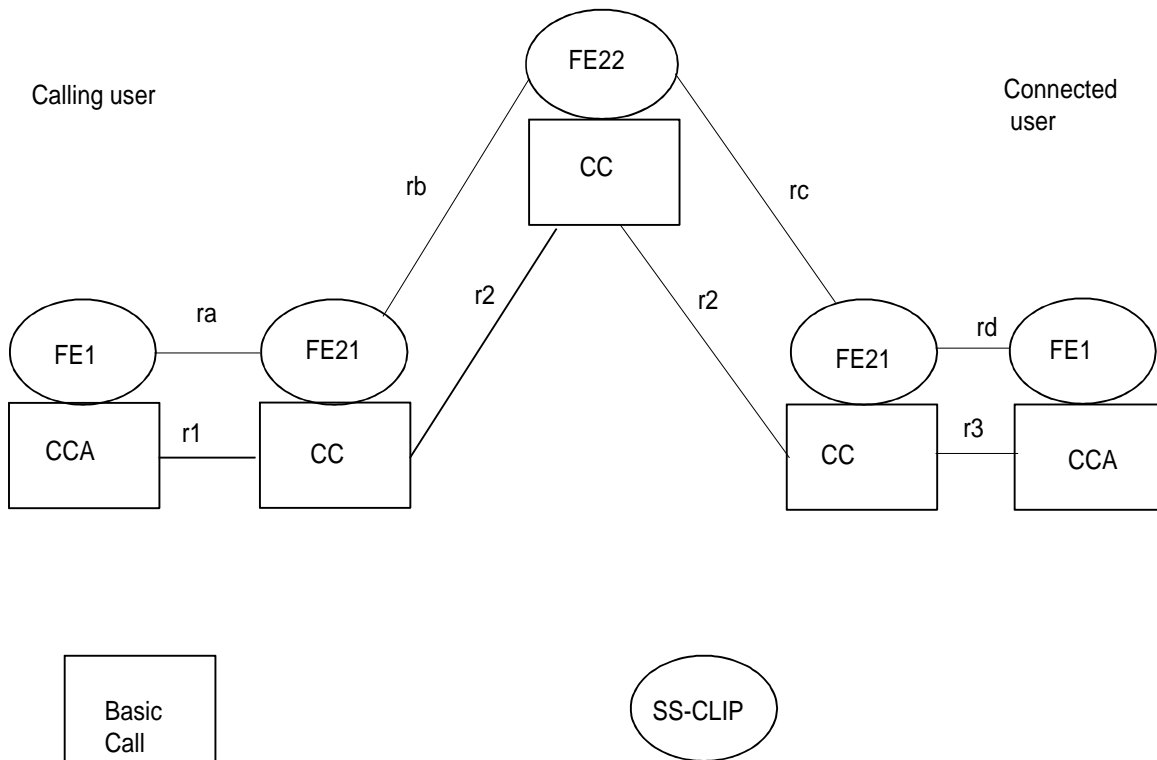 FE22
Calling user
Connected
user
CC
rb
rc
r2
r2
ra
rd
FE1
FE21
FE21
FE1
r1
r3
CCA
CC
CC
CCA
Basic
Call
SS-CLIP